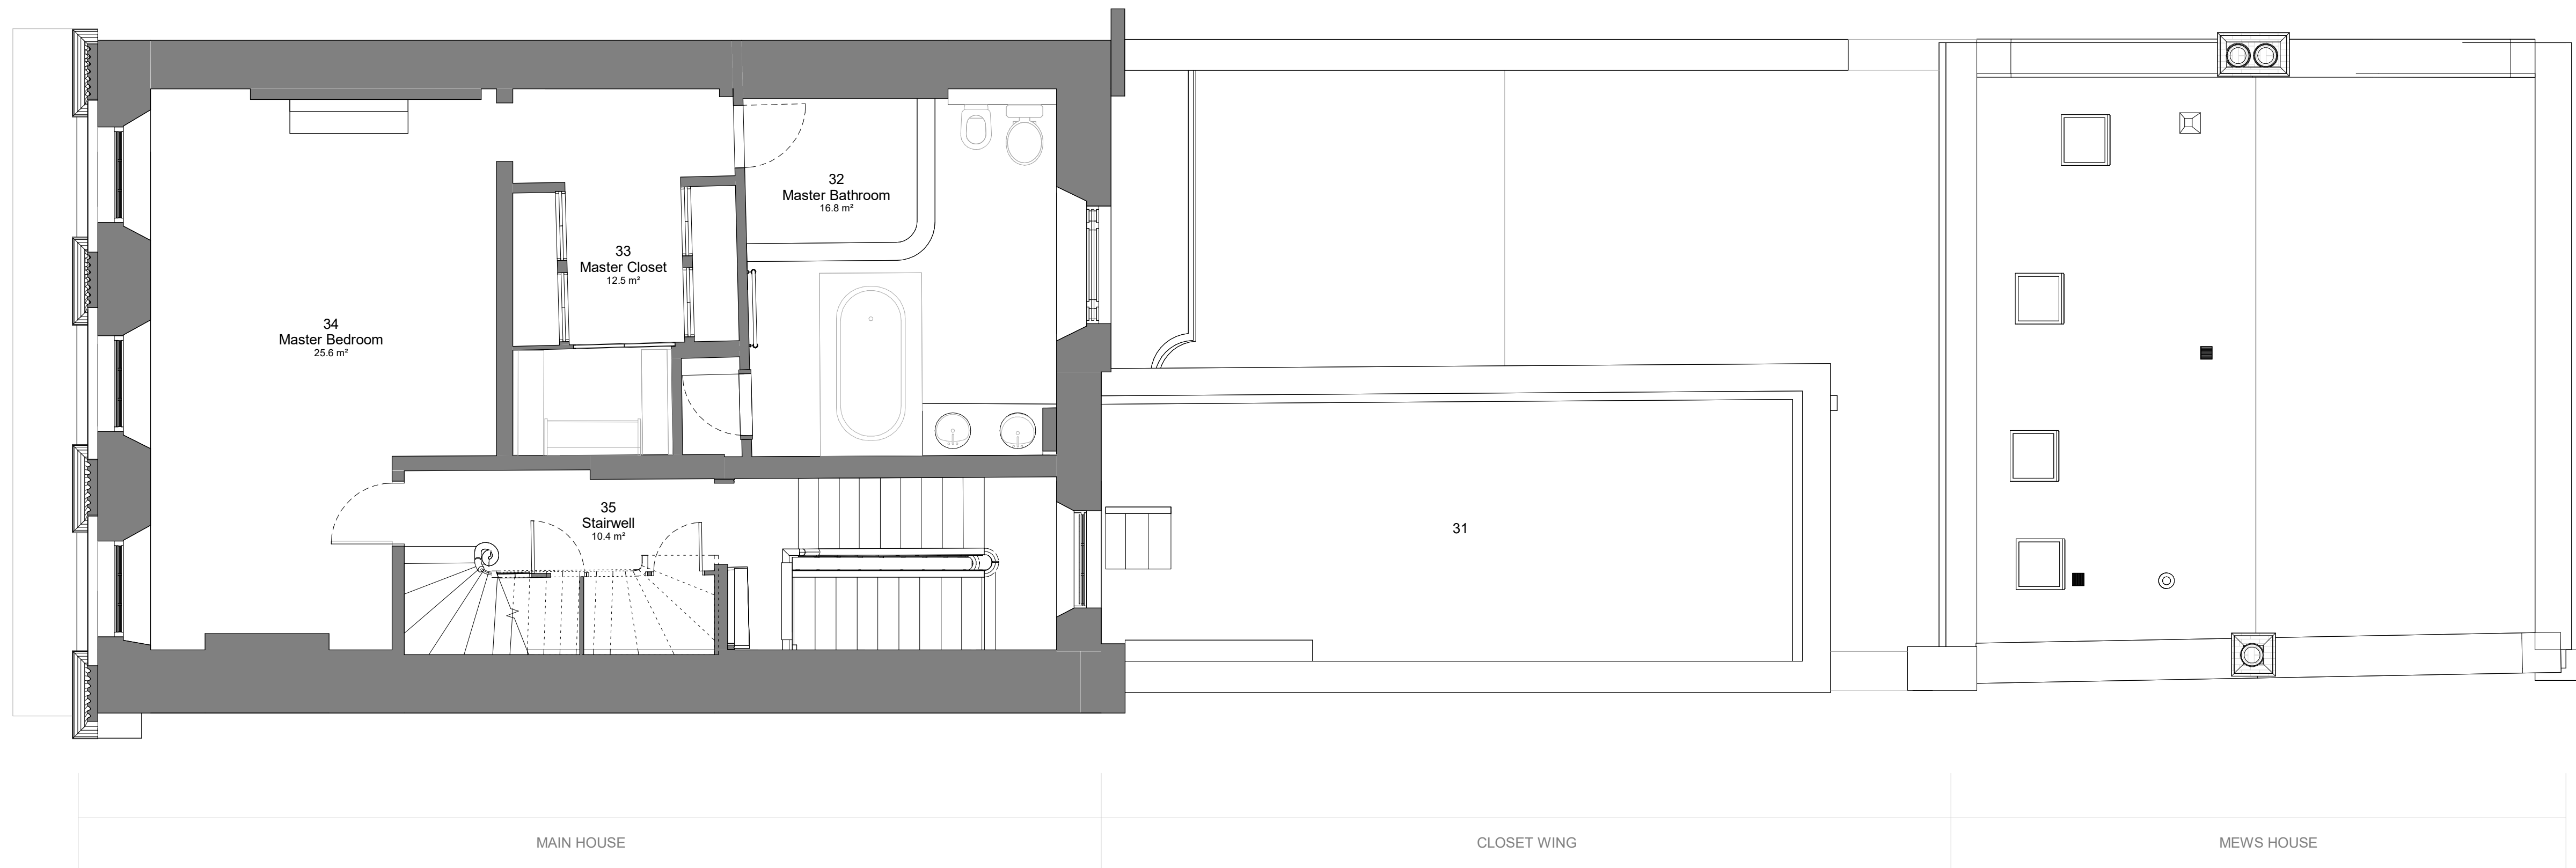 32
Master Bathroom
16.8 m²
33
Master Closet
12.5 m²
34
Master Bedroom
25.6 m²
35
Stairwell
10.4 m²
31
MAIN HOUSE
CLOSET WING
MEWS HOUSE